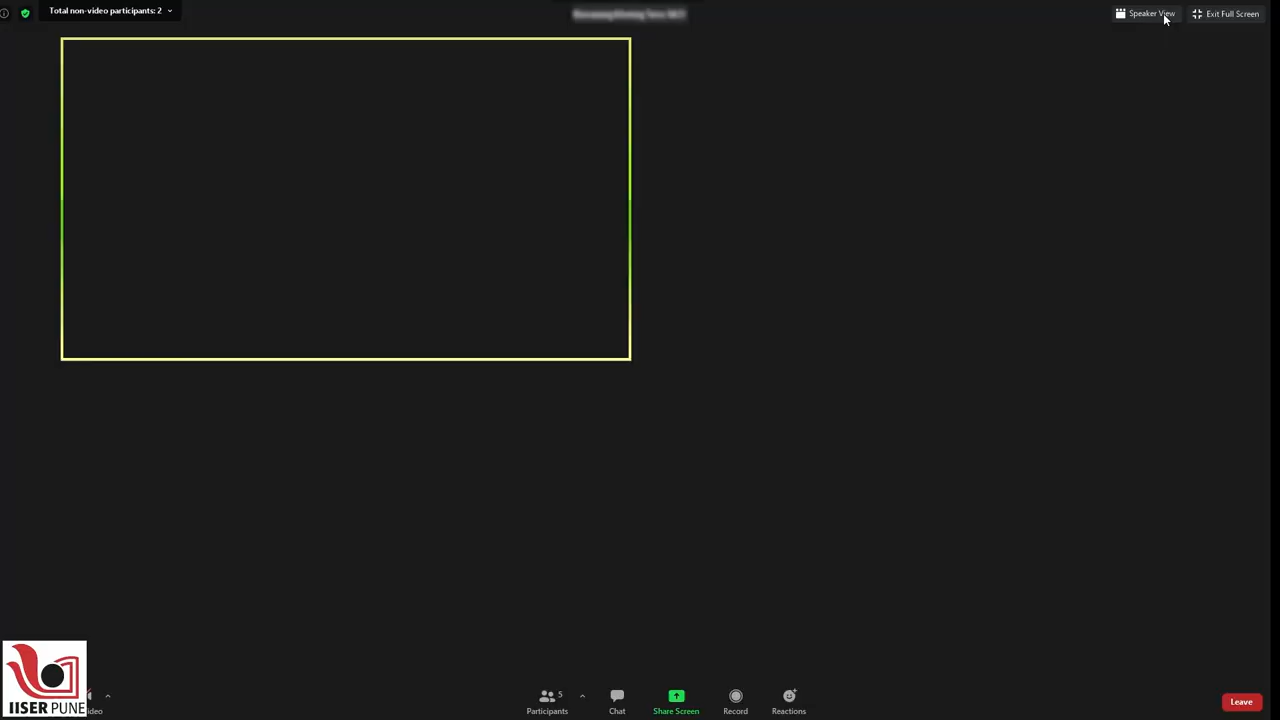 Total non-video participants: 2
Speaker View
Exit Full Screen
IISER PUNE
5
Participants
Chat
Share Screen
Record
Reactions
Leave